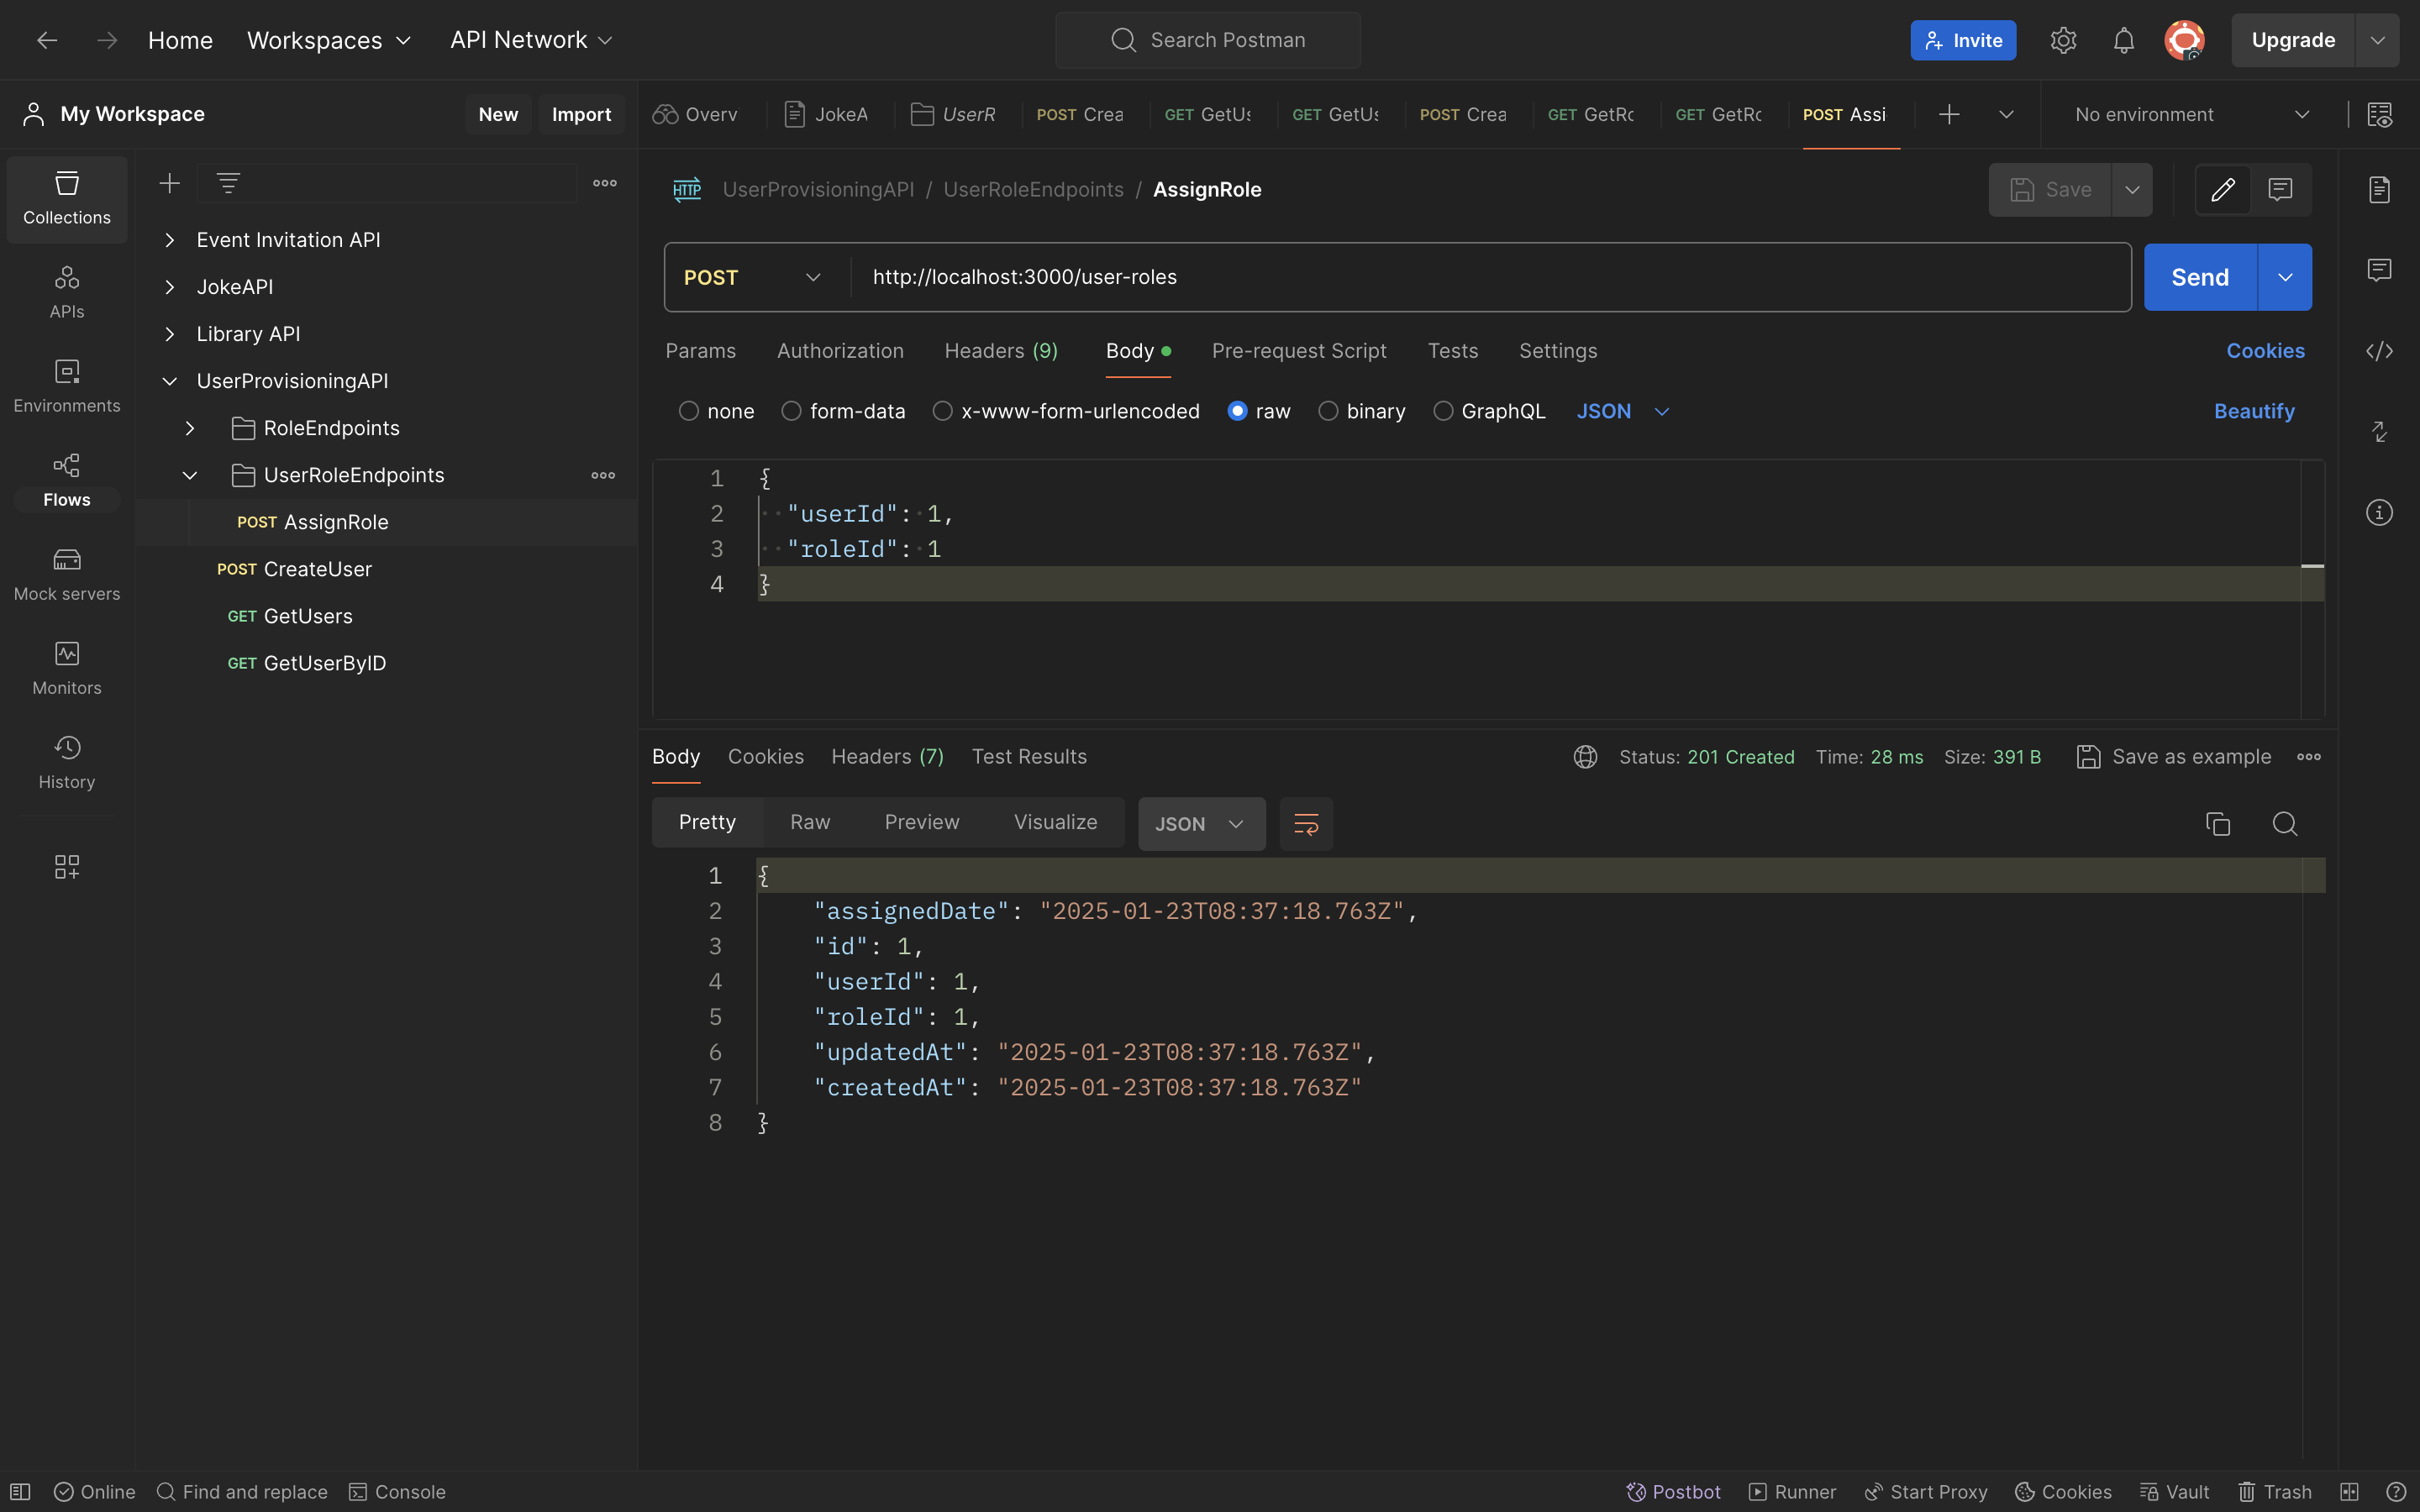 Home Workspaces API Network Search Postman Invite Upgrade
My Workspace New Import
Overv JokeA UserR POST Crea GET GetUs GET GetUs POST Crea GET GetRo GET GetRo POST Assi No environment
Collections
APIs
Environments
Flows
Mock servers
Monitors
History
Event Invitation API
JokeAPI
Library API
UserProvisioningAPI
RoleEndpoints
UserRoleEndpoints
POST AssignRole
POST CreateUser
GET GetUsers
GET GetUserByID
HTTP UserProvisioningAPI / UserRoleEndpoints / AssignRole Save
POST http://localhost:3000/user-roles Send
Params Authorization Headers (9) Body Pre-request Script Tests Settings Cookies
none form-data x-www-form-urlencoded raw binary GraphQL JSON Beautify
1 {
2 "userId": 1,
3 "roleId": 1
4 }
Body Cookies Headers (7) Test Results Status: 201 Created Time: 28 ms Size: 391 B Save as example
Pretty Raw Preview Visualize JSON
1 {
2 "assignedDate": "2025-01-23T08:37:18.763Z",
3 "id": 1,
4 "userId": 1,
5 "roleId": 1,
6 "updatedAt": "2025-01-23T08:37:18.763Z",
7 "createdAt": "2025-01-23T08:37:18.763Z"
8 }
Online Find and replace Console Postbot Runner Start Proxy Cookies Vault Trash